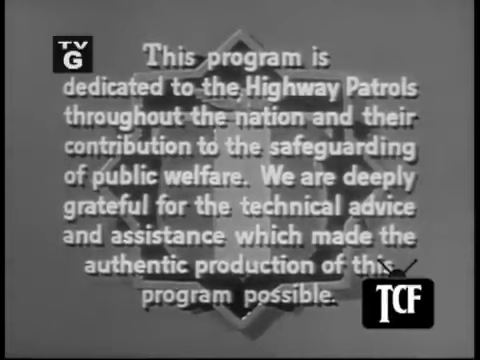 TV
G
This program is
dedicated to the Highway Patrols
throughout the nation and their
contribution to the safeguarding
of public welfare. We are deeply
grateful for the technical advice
and assistance which made the
authentic production of this
program possible.
TCF